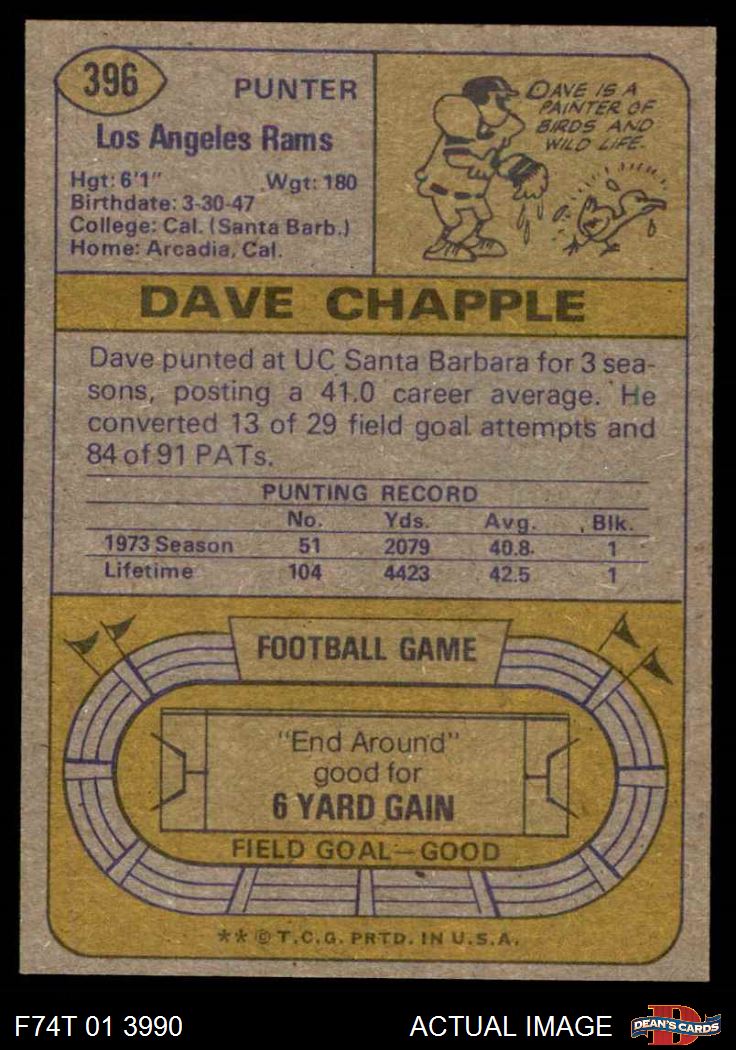 396
PUNTER
Los Angeles Rams
Hgt: 6'1" Wgt: 180
Birthdate: 3-30-47
College: Cal. (Santa Barb.)
Home: Arcadia, Cal.
DAVE IS A
PAINTER OF
BIRDS AND
WILD LIFE.
DAVE CHAPPLE
Dave punted at UC Santa Barbara for 3 sea-
sons, posting a 41.0 career average. He
converted 13 of 29 field goal attempts and
84 of 91 PATs.
PUNTING RECORD
No. Yds. Avg. Blk.
1973 Season 51 2079 40.8 1
Lifetime 104 4423 42.5 1
FOOTBALL GAME
"End Around"
good for
6 YARD GAIN
FIELD GOAL—GOOD
** © T.C.G. PRTD. IN U.S.A.
F74T 01 3990 ACTUAL IMAGE
D
DEAN'S CARDS